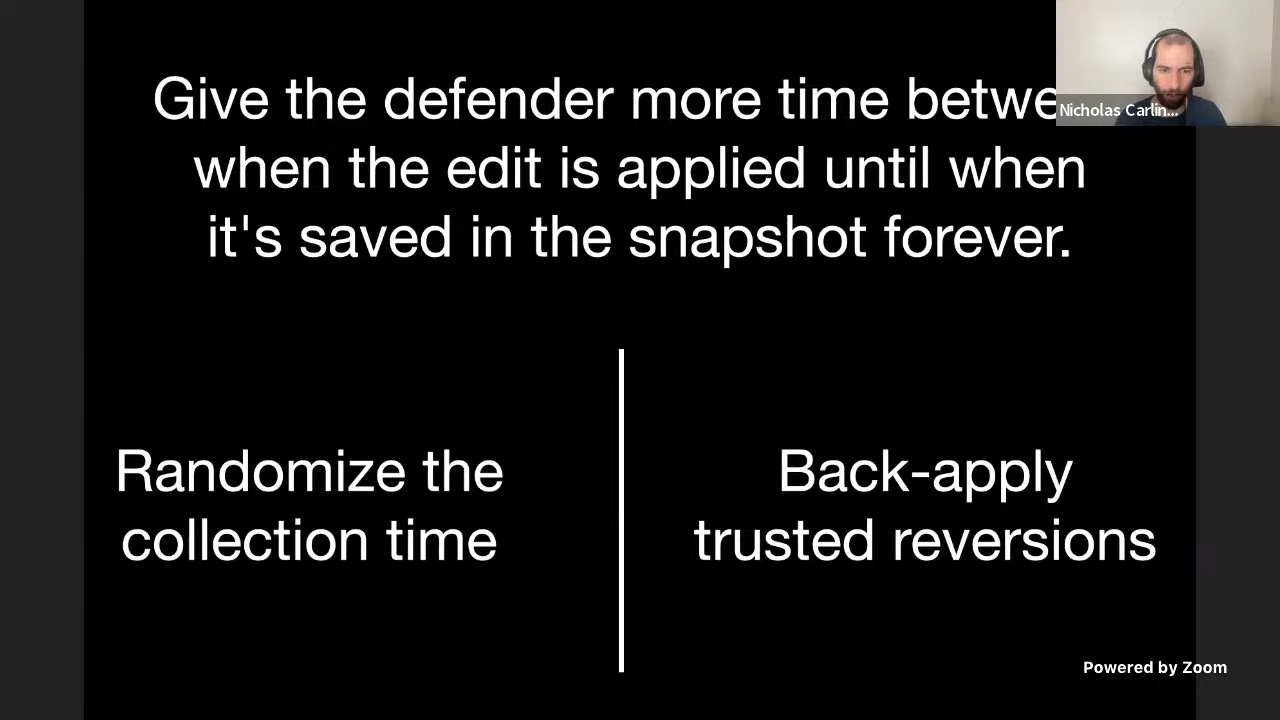 Give the defender more time betwe
when the edit is applied until when
it's saved in the snapshot forever.
Nicholas Carlin...
Randomize the
collection time
Back-apply
trusted reversions
Powered by Zoom